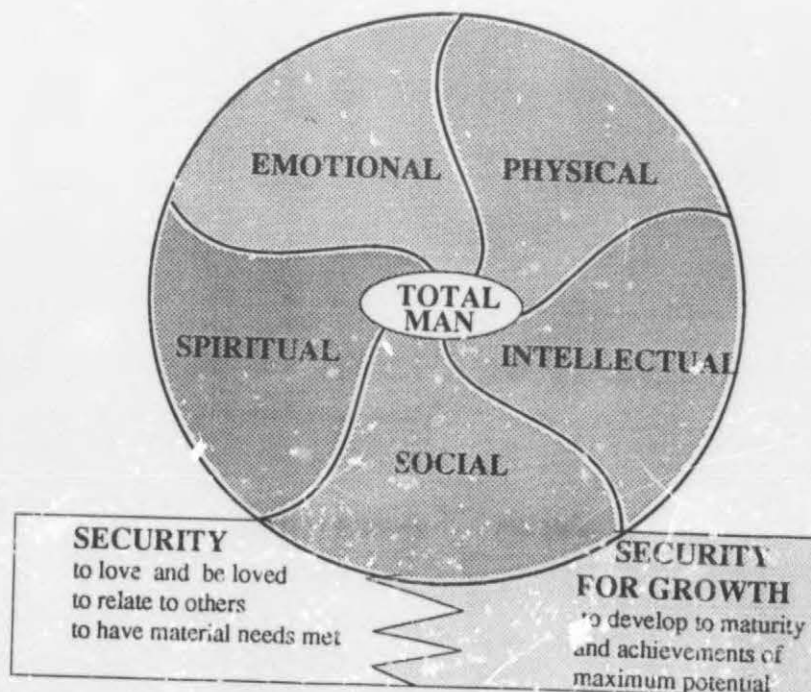 EMOTIONAL
PHYSICAL
TOTAL
MAN
SPIRITUAL
INTELLECTUAL
SOCIAL
SECURITY
to love and be loved
to relate to others
to have material needs met
SECURITY
FOR GROWTH
to develop to maturity
and achievements of
maximum potential